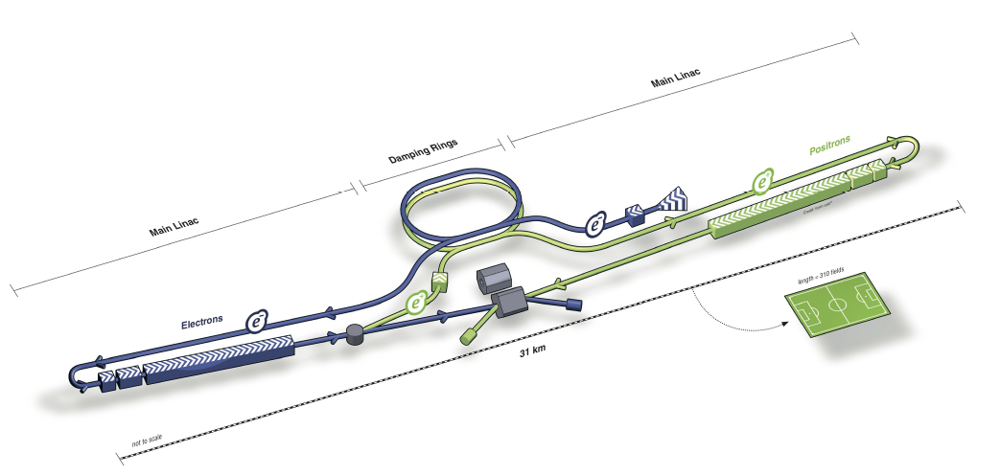 Main Linac
Damping Rings
Main Linac
Positrons
e⁻
e⁻
Electrons
e⁻
e⁻
length = 310 fields
31 km
not to scale